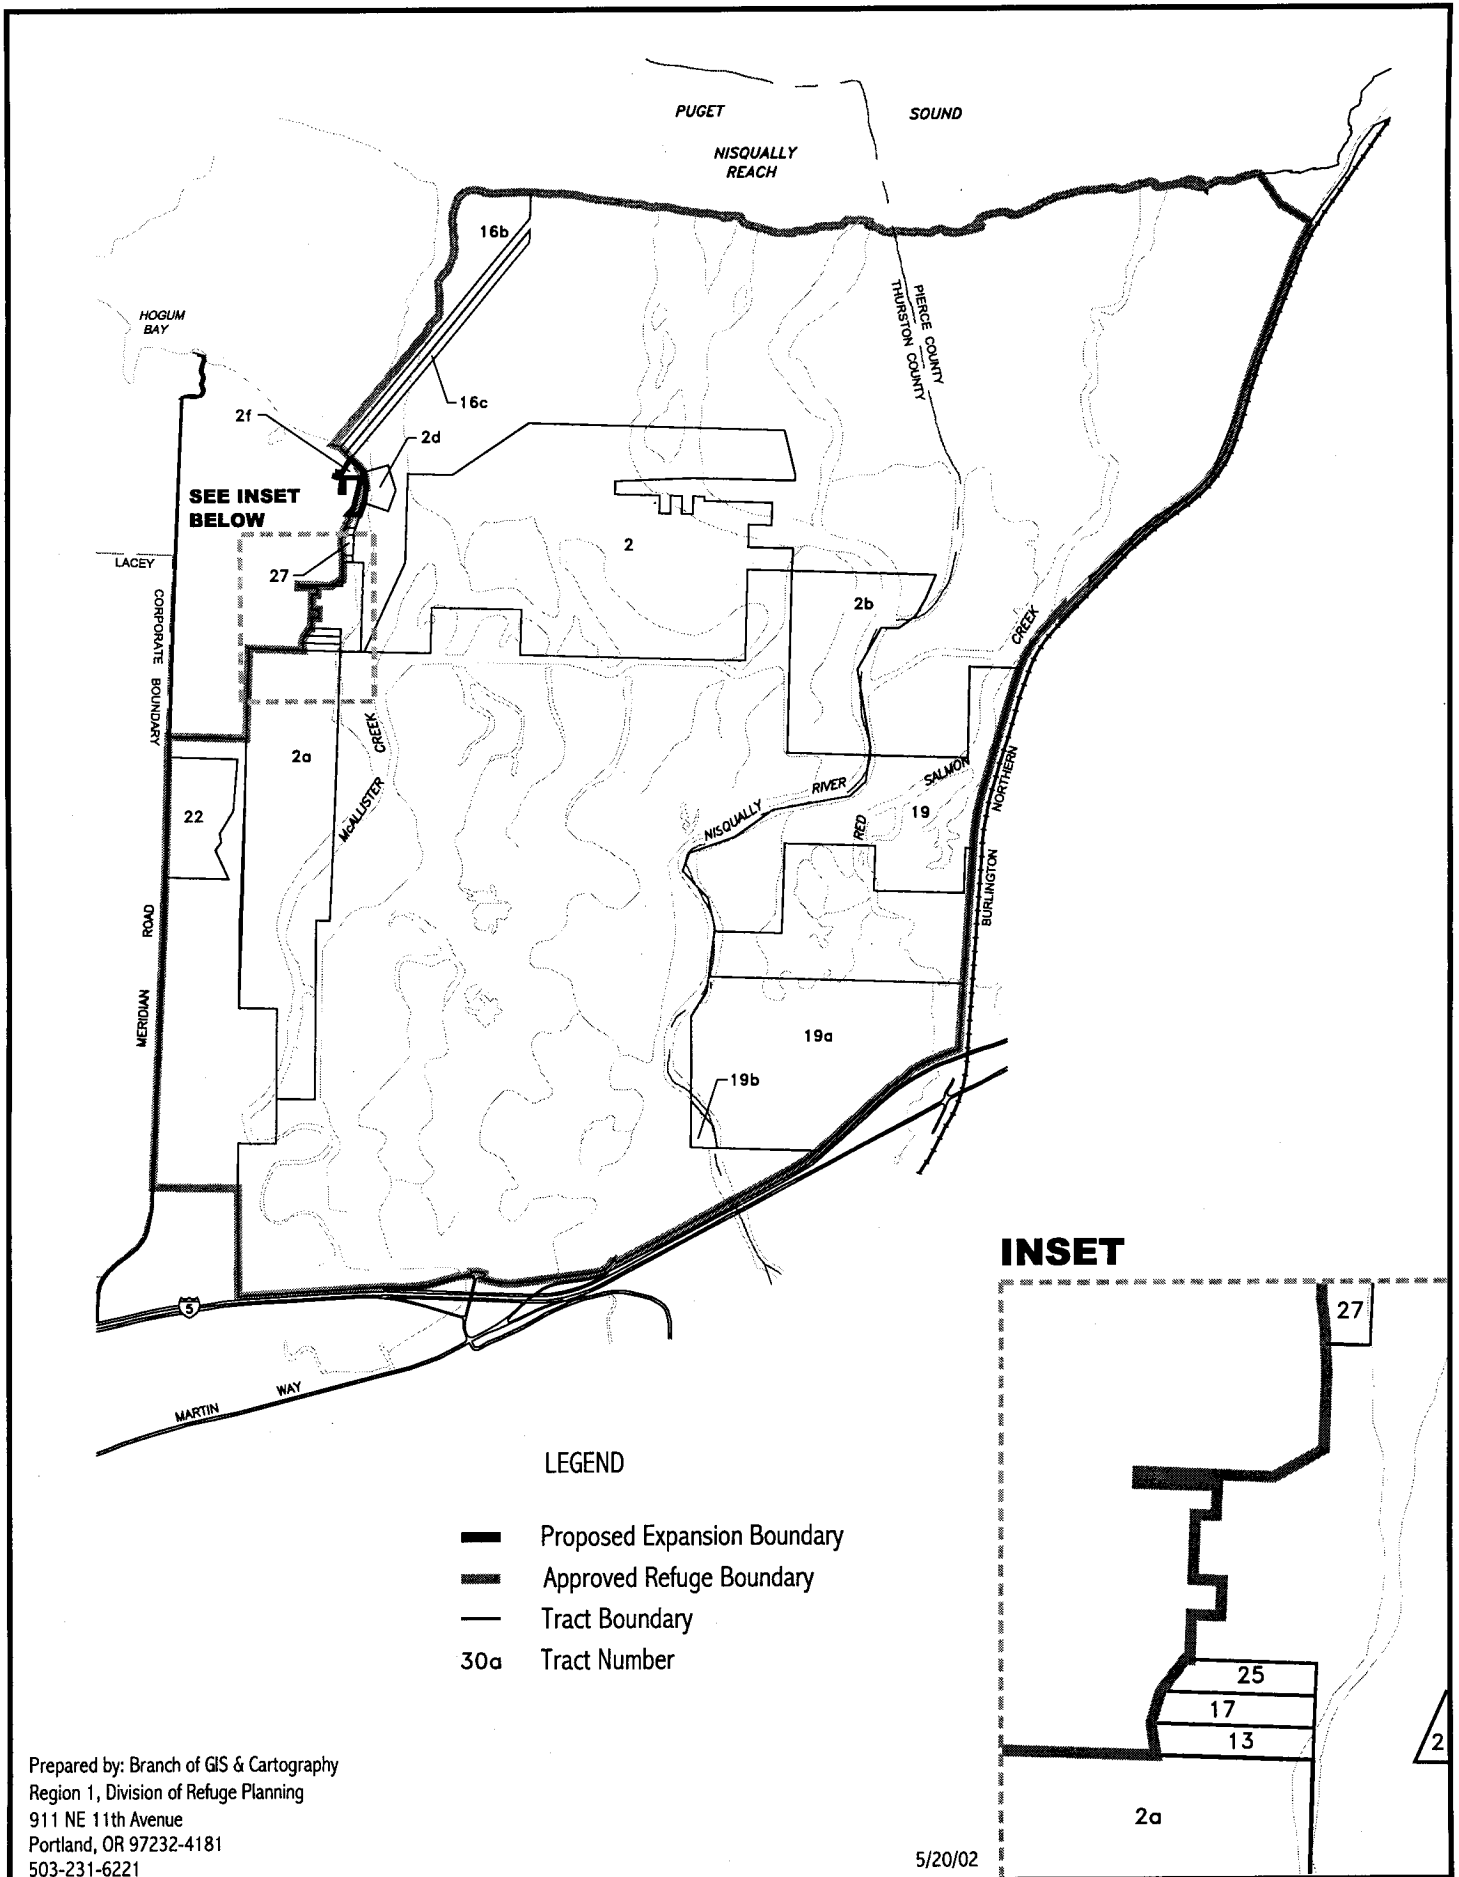 PUGET SOUND
NISQUALLY
REACH
16b
PIERCE COUNTY
THURSTON COUNTY
HOGUM
BAY
16c
2f
2d
SEE INSET
BELOW
2
LACEY
27
2b
CORPORATE BOUNDARY
CREEK
2a
CREEK
McALLISTER
NORTHERN
SALMON
RIVER
NISQUALLY
RED
19
22
BURLINGTON
ROAD
MERIDIAN
19a
19b
5
WAY
MARTIN
INSET
27
25
17
13
2
2a
LEGEND
Proposed Expansion Boundary
Approved Refuge Boundary
Tract Boundary
30a Tract Number
Prepared by: Branch of GIS & Cartography
Region 1, Division of Refuge Planning
911 NE 11th Avenue
Portland, OR 97232-4181
503-231-6221
5/20/02